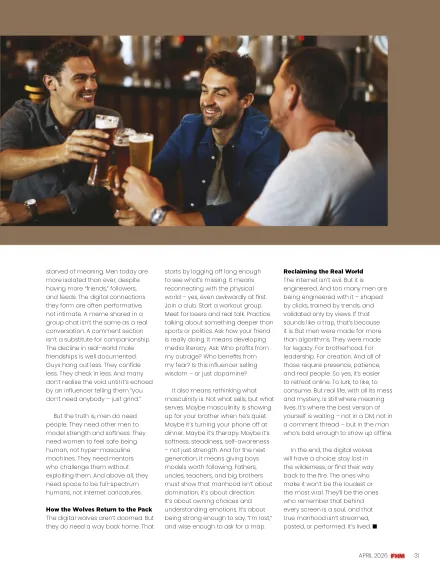 starved of meaning. Men today are
more isolated than ever, despite
having more "friends," followers,
and feeds. The digital connections
they form are often performative,
not intimate. A meme shared in a
group chat isn't the same as a real
conversation. A comment section
isn't a substitute for companionship.
The decline in real-world male
friendships is well documented.
Guys hang out less. They confide
less. They check in less. And many
don't realise the void until it's echoed
by an influencer telling them "you
don't need anybody — just grind."
But the truth is, men do need
people. They need other men to
model strength and softness. They
need women to feel safe being
human, not hyper-masculine
machines. They need mentors
who challenge them without
exploiting them. And above all, they
need space to be full-spectrum
humans, not internet caricatures.
How the Wolves Return to the Pack
The digital wolves aren't doomed. But
they do need a way back home. That
starts by logging off long enough
to see what's missing. It means
reconnecting with the physical
world – yes, even awkwardly at first.
Join a club. Start a workout group.
Meet for lagers and real talk. Practice
talking about something deeper than
sports or politics. Ask how your friend
is really doing. It means developing
media literacy. Ask: Who profits from
my outrage? Who benefits from
my fear? Is this influencer selling
wisdom – or just dopamine?
It also means rethinking what
masculinity is. Not what sells, but what
serves. Maybe masculinity is showing
up for your brother when he's quiet.
Maybe it's turning your phone off at
dinner. Maybe it's therapy. Maybe it's
softness, steadiness, self-awareness
– not just strength. And for the next
generation, it means giving boys
models worth following. Fathers,
uncles, teachers, and big brothers
must show that manhood isn't about
domination, it's about direction.
It's about owning choices and
understanding emotions. It's about
being strong enough to say, "I'm lost,"
and wise enough to ask for a map.
Reclaiming the Real World
The internet isn't evil. But it is
engineered. And too many men are
being engineered with it – shaped
by clicks, trained by trends, and
validated only by views. If that
sounds like a trap, that's because
it is. But men were made for more
than algorithms. They were made
for legacy. For brotherhood. For
leadership. For creation. And all of
those require presence, patience,
and real people. So yes, it's easier
to retreat online. To lurk, to like, to
consume. But real life, with all its mess
and mystery, is still where meaning
lives. It's where the best version of
yourself is waiting – not in a DM, not in
a comment thread – but in the man
who's bold enough to show up offline.
In the end, the digital wolves
will have a choice: stay lost in
the wilderness, or find their way
back to the fire. The ones who
make it won't be the loudest or
the most viral. They'll be the ones
who remember that behind
every screen is a soul, and that
true manhood isn't streamed,
posted, or performed. It's lived.
APRIL 2026 FHM 31